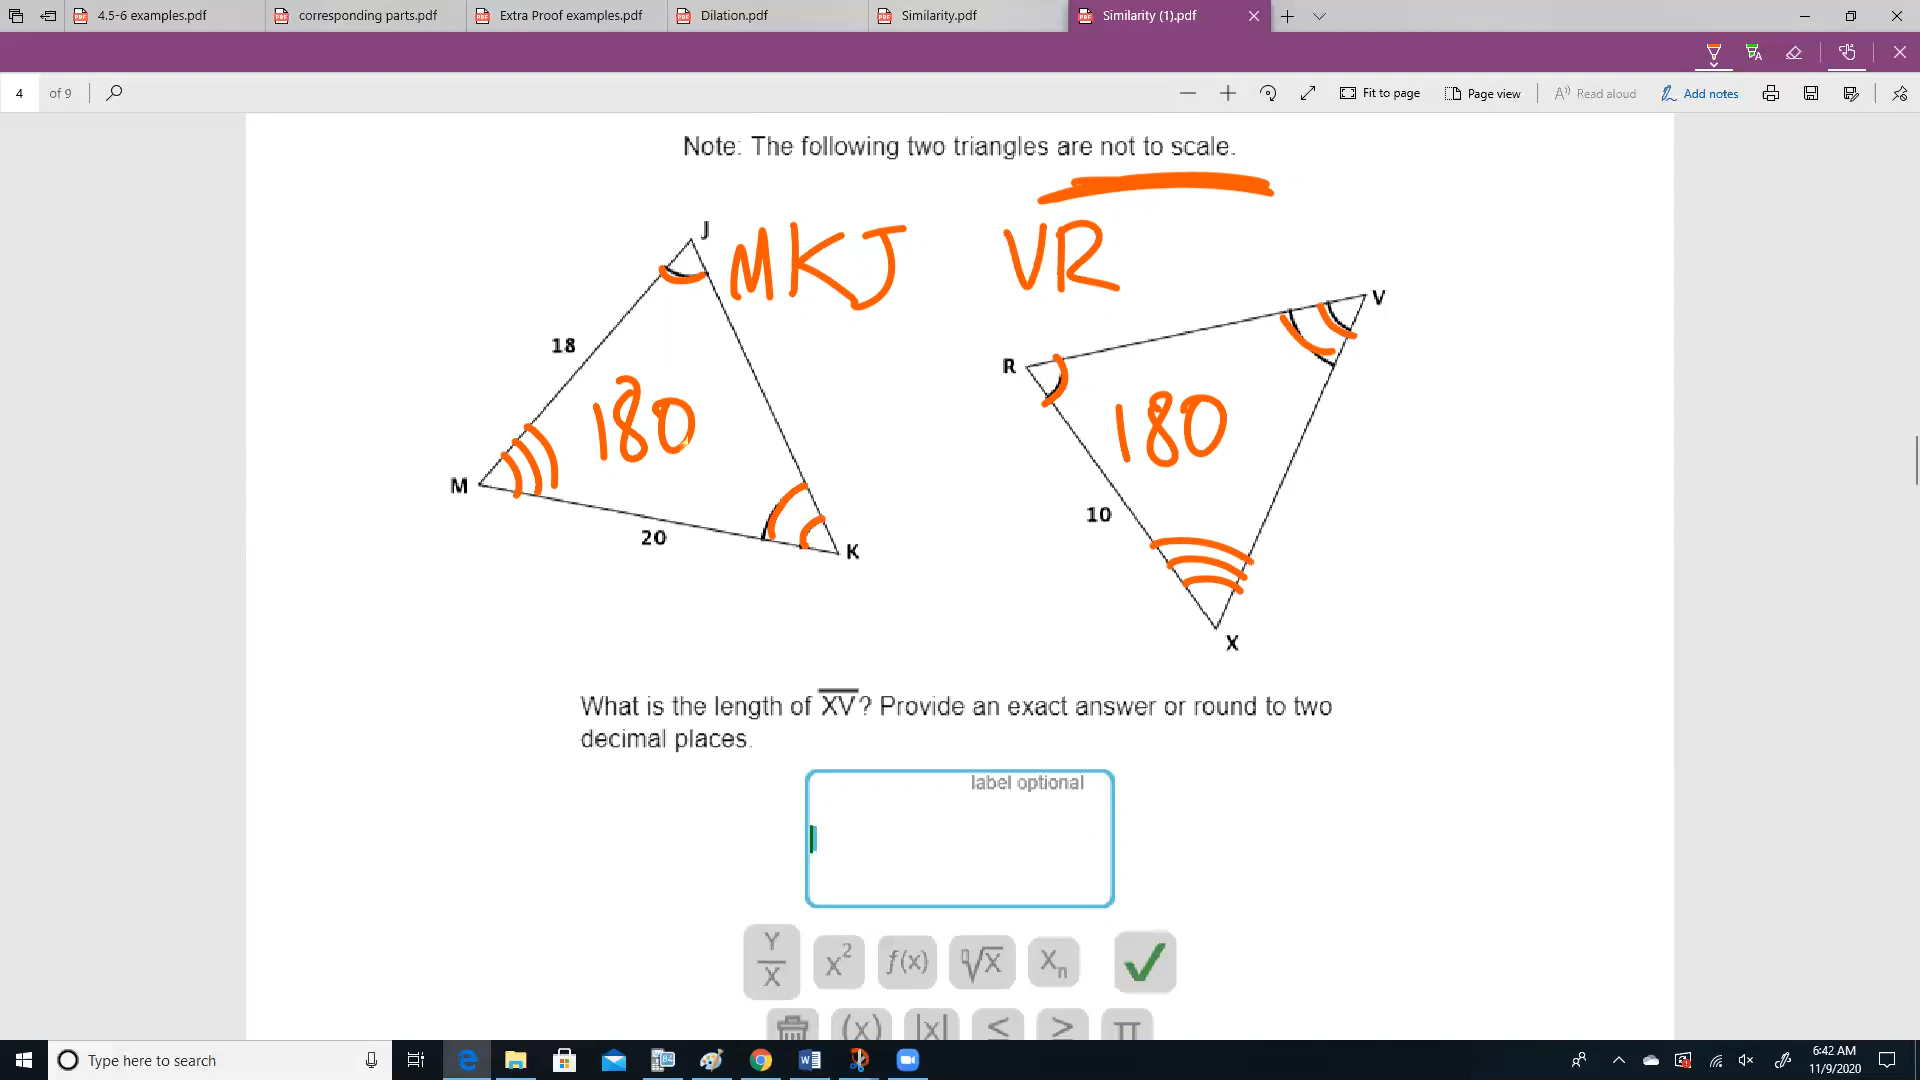 4.5-6 examples.pdf corresponding parts.pdf Extra Proof examples.pdf Dilation.pdf Similarity.pdf Similarity (1).pdf
4 of 9 Fit to page Page view Read aloud Add notes
Note: The following two triangles are not to scale.
J MKJ VR
V
18
R
180 180
M
10
20
K
X
What is the length of XV? Provide an exact answer or round to two
decimal places.
label optional
Y/X X² f(x) ⁿ√X Xn
(x) |x| < ≥ π
Type here to search
6:42 AM
11/9/2020